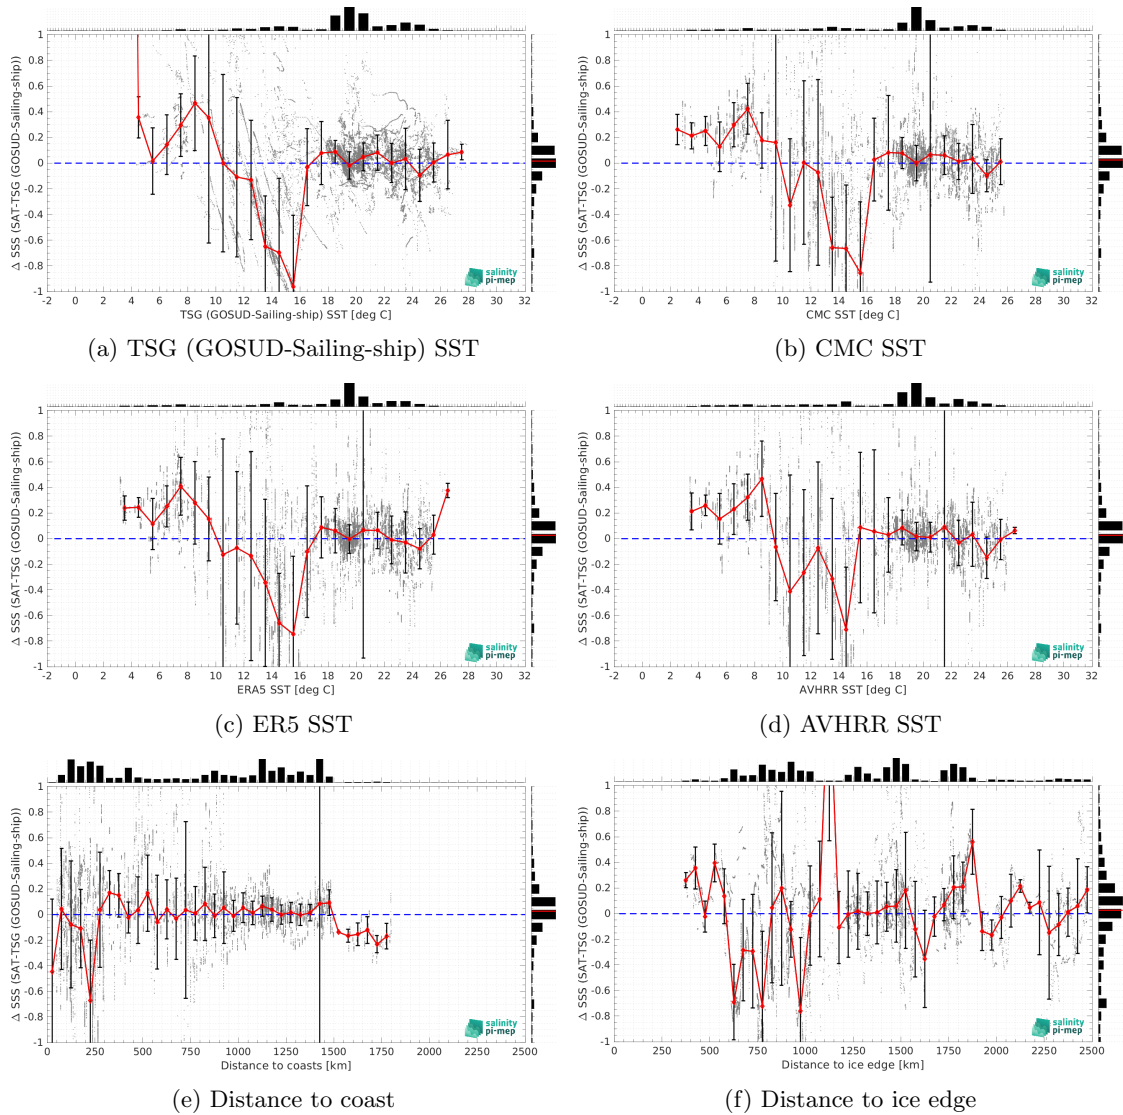 1
0.8
0.6
0.4
0.2
0
-0.2
-0.4
-0.6
-0.8
-1
Δ SSS (SAT-TSG (GOSUD-Sailing-ship))
-2 0 2 4 6 8 10 12 14 16 18 20 22 24 26 28 30 32
TSG (GOSUD-Sailing-ship) SST [deg C]
salinity
pi-mep
(a) TSG (GOSUD-Sailing-ship) SST
1
0.8
0.6
0.4
0.2
0
-0.2
-0.4
-0.6
-0.8
-1
Δ SSS (SAT-TSG (GOSUD-Sailing-ship))
-2 0 2 4 6 8 10 12 14 16 18 20 22 24 26 28 30 32
CMC SST [deg C]
salinity
pi-mep
(b) CMC SST
1
0.8
0.6
0.4
0.2
0
-0.2
-0.4
-0.6
-0.8
-1
Δ SSS (SAT-TSG (GOSUD-Sailing-ship))
-2 0 2 4 6 8 10 12 14 16 18 20 22 24 26 28 30 32
ERA5 SST [deg C]
salinity
pi-mep
(c) ER5 SST
1
0.8
0.6
0.4
0.2
0
-0.2
-0.4
-0.6
-0.8
-1
Δ SSS (SAT-TSG (GOSUD-Sailing-ship))
-2 0 2 4 6 8 10 12 14 16 18 20 22 24 26 28 30 32
AVHRR SST [deg C]
salinity
pi-mep
(d) AVHRR SST
1
0.8
0.6
0.4
0.2
0
-0.2
-0.4
-0.6
-0.8
-1
Δ SSS (SAT-TSG (GOSUD-Sailing-ship))
0 250 500 750 1000 1250 1500 1750 2000 2250 2500
Distance to coasts [km]
salinity
pi-mep
(e) Distance to coast
1
0.8
0.6
0.4
0.2
0
-0.2
-0.4
-0.6
-0.8
-1
Δ SSS (SAT-TSG (GOSUD-Sailing-ship))
0 250 500 750 1000 1250 1500 1750 2000 2250 2500
Distance to ice edge [km]
salinity
pi-mep
(f) Distance to ice edge